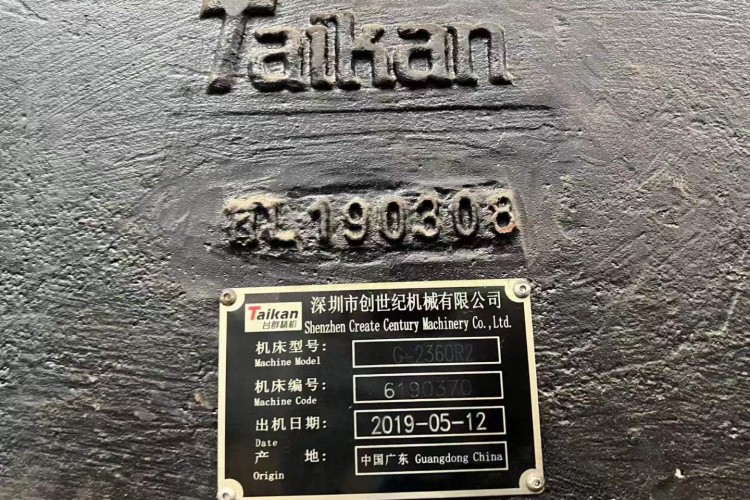 Taikan
190308
Taikan 深圳市创世纪机械有限公司
台群精机 Shenzhen Create Century Machinery Co.,Ltd.
机床型号: G-2360R2
Machine Model
机床编号: 6190370
Machine Code
出机日期: 2019-05-12
Date
产 地: 中国广东 Guangdong China
Origin